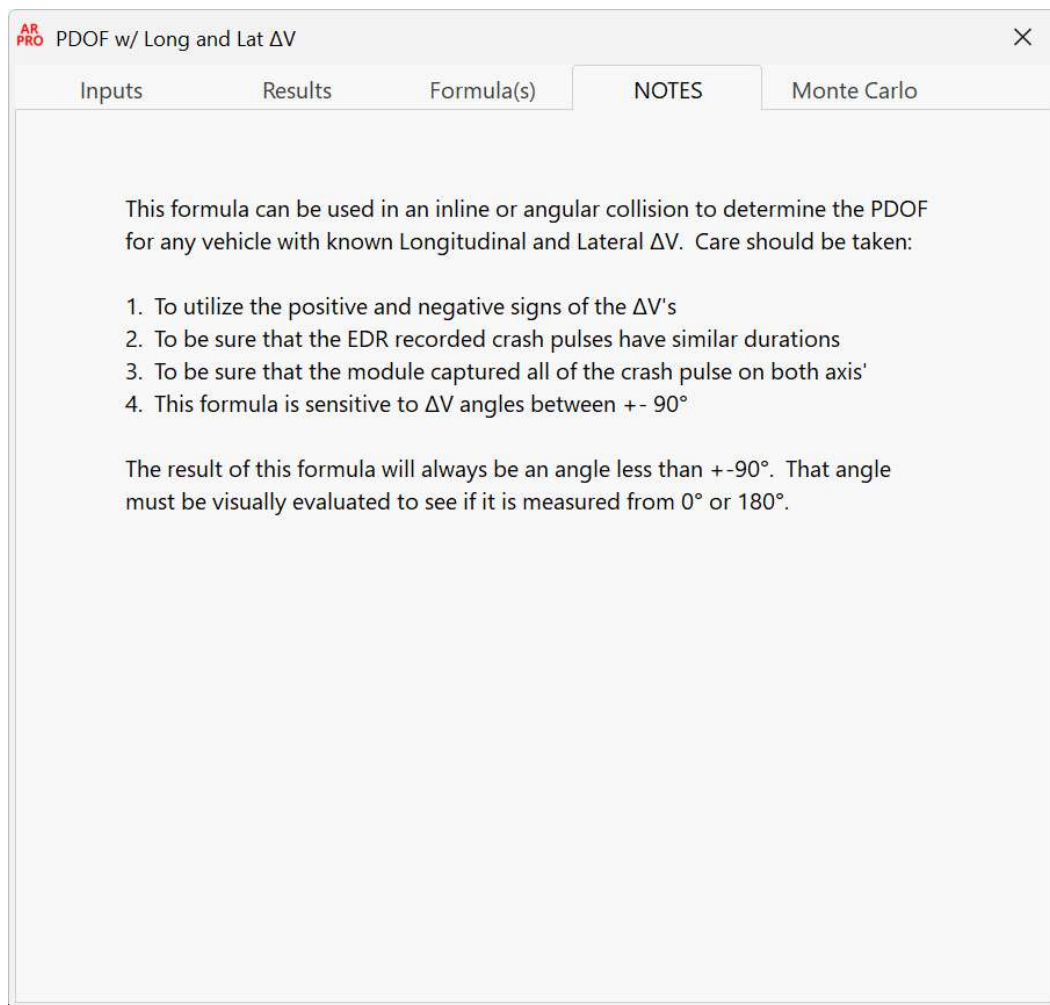 AR
PRO
PDOF w/ Long and Lat ΔV
Inputs Results Formula(s) NOTES Monte Carlo
This formula can be used in an inline or angular collision to determine the PDOF
for any vehicle with known Longitudinal and Lateral ΔV.  Care should be taken:
1.  To utilize the positive and negative signs of the ΔV's
2.  To be sure that the EDR recorded crash pulses have similar durations
3.  To be sure that the module captured all of the crash pulse on both axis'
4.  This formula is sensitive to ΔV angles between +- 90°
The result of this formula will always be an angle less than +-90°.  That angle
must be visually evaluated to see if it is measured from 0° or 180°.